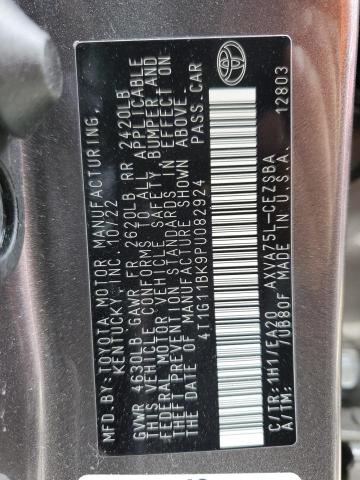 MFD.BY:TOYOTA MOTOR MANUFACTURING
KENTUCKY, INC. 10/22
GVWR 4630LB GAWR FR 2620LB RR 2420LB
THIS VEHICLE CONFORMS TO ALL APPLICABLE
FEDERAL MOTOR VEHICLE SAFETY, BUMPER AND
THEFT PREVENTION STANDARDS IN EFFECT ON
THE DATE OF MANUFACTURE SHOWN ABOVE.
4T1G11BK9PU082924 PASS.CAR
C/TR:1H1/EA20 AXVA75L-CEZSBA
A/TM: 70B80F MADE IN U.S.A. 12803
TOYOTA